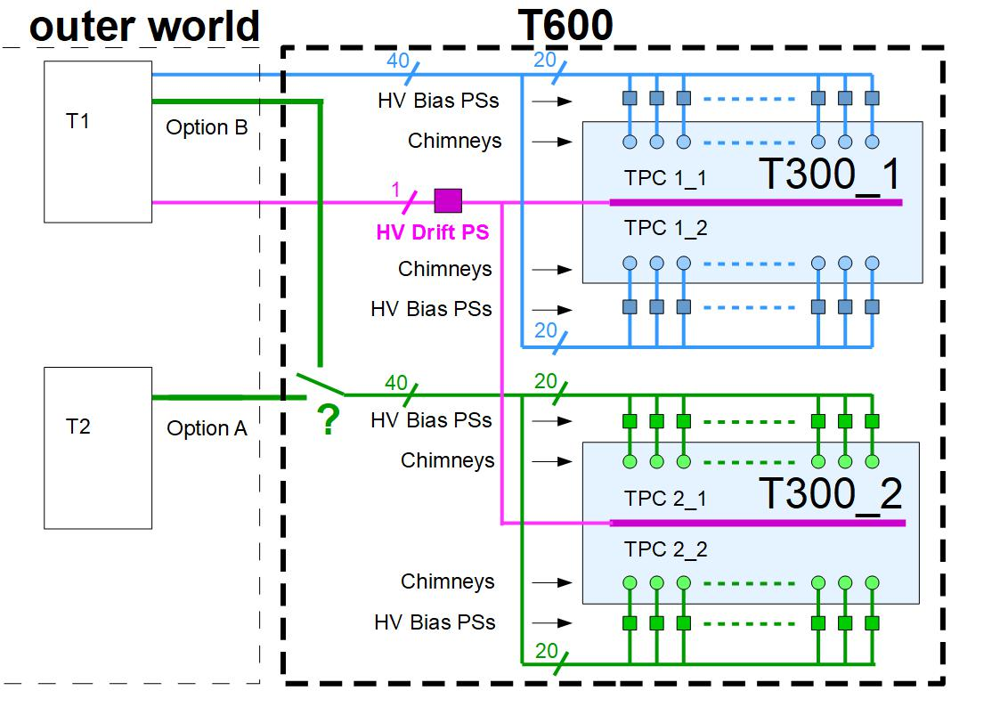 outer world
T600
40
20
HV Bias PSs
T1
Option B
Chimneys
TPC 1_1
T300_1
1
HV Drift PS
TPC 1_2
Chimneys
HV Bias PSs
20
40
20
?
HV Bias PSs
T2
Option A
Chimneys
TPC 2_1
T300_2
TPC 2_2
Chimneys
HV Bias PSs
20